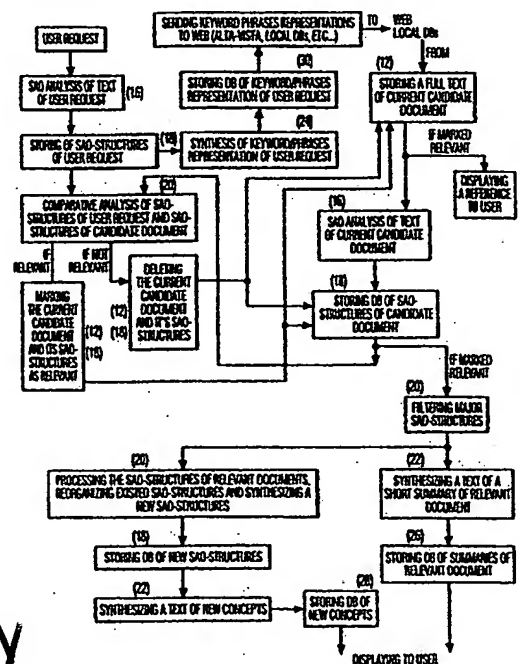 USER REQUEST
SAO ANALYSIS OF TEXT
OF USER REQUEST
(16)
STORING OF SAO-STRUCTURES
OF USER REQUEST
(18)
SENDING KEYWORD PHRASES REPRESENTATIONS
TO WEB (ALTA-VISTA, LOCAL DBs, ETC...)
TO
WEB
LOCAL DBs
FROM
(30)
STORING DB OF KEYWORD/PHRASES
REPRESENTATION OF USER REQUEST
(24)
SYNTHESIS OF KEYWORD/PHRASES
REPRESENTATION OF USER REQUEST
(12)
STORING A FULL TEXT
OF CURRENT CANDIDATE
DOCUMENT
IF MARKED
RELEVANT
DISPLAYING
A REFERENCE
TO USER
(20)
COMPARATIVE ANALYSIS OF SAO-
STRUCTURES OF USER REQUEST AND SAO-
STRUCTURES OF CANDIDATE DOCUMENT
(16)
SAO ANALYSIS OF TEXT
OF CURRENT CANDIDATE
DOCUMENT
IF
RELEVANT
IF NOT
RELEVANT
(12)
(18)
DELETING
THE CURRENT
CANDIDATE
DOCUMENT
AND IT'S SAO-
STRUCTURES
MARKING
THE CURRENT
CANDIDATE
DOCUMENT
AND ITS SAO-
STRUCTURES
AS RELEVANT
(12)
(18)
(18)
STORING DB OF SAO-
STRUCTURES OF CANDIDATE
DOCUMENT
IF MARKED
RELEVANT
(20)
FILTERING MAJOR
SAO-STRUCTURES
(20)
PROCESSING THE SAO-STRUCTURES OF RELEVANT DOCUMENTS,
REORGANIZING EXISTED SAO-STRUCTURES AND SYNTHESIZING A
NEW SAO-STRUCTURES
(22)
SYNTHESIZING A TEXT OF A
SHORT SUMMARY OF RELEVANT
DOCUMENT
(18)
STORING DB OF NEW SAO-STRUCTURES
(26)
STORING DB OF SUMMARIES OF
RELEVANT DOCUMENT
(22)
SYNTHESIZING A TEXT OF NEW CONCEPTS
(28)
STORING DB OF
NEW CONCEPTS
DISPLAYING TO USER
y